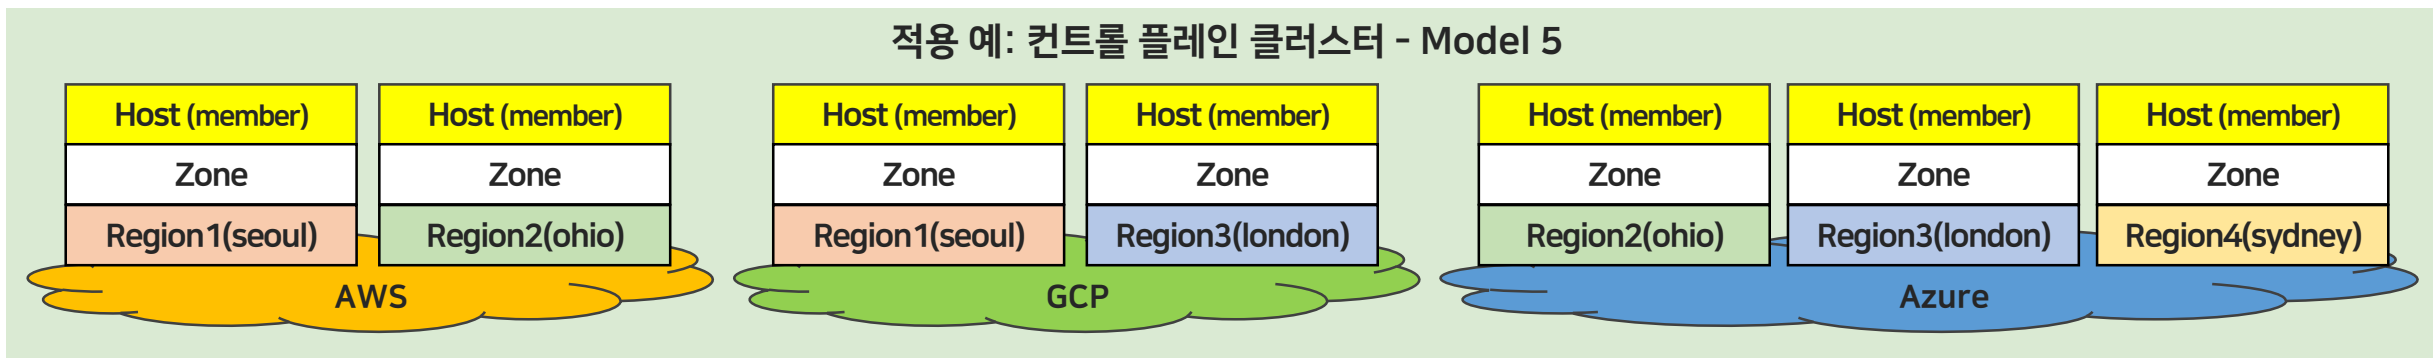 적용 예: 컨트롤 플레인 클러스터 - Model 5
Host (member) Host (member) Host (member) Host (member) Host (member) Host (member) Host (member)
Zone Zone Zone Zone Zone Zone Zone
Region1(seoul) Region2(ohio) Region1(seoul) Region3(london) Region2(ohio) Region3(london) Region4(sydney)
AWS GCP Azure